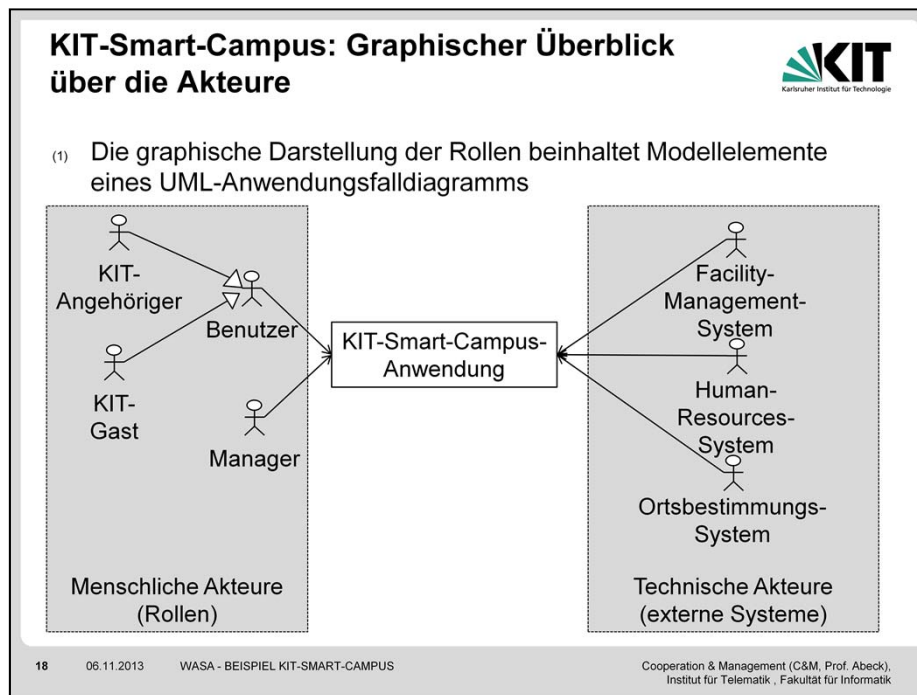 KIT-Smart-Campus: Graphischer Überblick
über die Akteure
KIT
Karlsruher Institut für Technologie
(1) Die graphische Darstellung der Rollen beinhaltet Modellelemente
eines UML-Anwendungsfalldiagramms
KIT-
Angehöriger
Benutzer
KIT-
Gast
Manager
Menschliche Akteure
(Rollen)
KIT-Smart-Campus-
Anwendung
Facility-
Management-
System
Human-
Resources-
System
Ortsbestimmungs-
System
Technische Akteure
(externe Systeme)
18 06.11.2013 WASA - BEISPIEL KIT-SMART-CAMPUS
Cooperation & Management (C&M, Prof. Abeck),
Institut für Telematik , Fakultät für Informatik